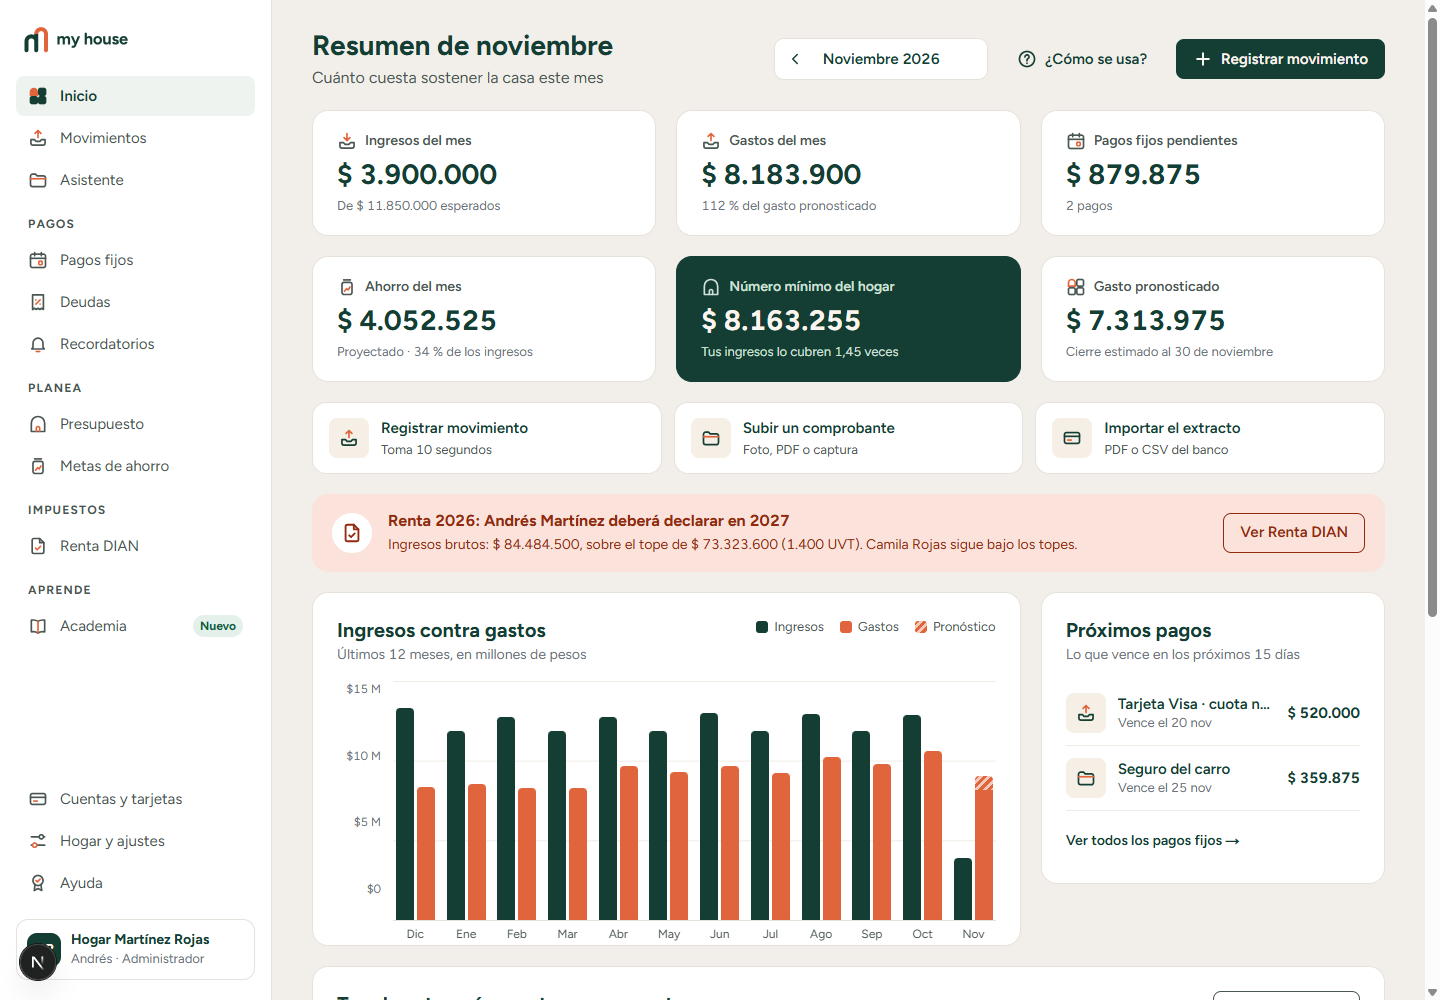 my house
Inicio
Movimientos
Asistente
PAGOS
Pagos fijos
Deudas
Recordatorios
PLANEA
Presupuesto
Metas de ahorro
IMPUESTOS
Renta DIAN
APRENDE
Academia
Nuevo
Cuentas y tarjetas
Hogar y ajustes
Ayuda
Hogar Martínez Rojas
Andrés · Administrador
N
Resumen de noviembre
Cuánto cuesta sostener la casa este mes
Noviembre 2026
¿Cómo se usa?
Registrar movimiento
Ingresos del mes
$ 3.900.000
De $ 11.850.000 esperados
Gastos del mes
$ 8.183.900
112 % del gasto pronosticado
Pagos fijos pendientes
$ 879.875
2 pagos
Ahorro del mes
$ 4.052.525
Proyectado · 34 % de los ingresos
Número mínimo del hogar
$ 8.163.255
Tus ingresos lo cubren 1,45 veces
Gasto pronosticado
$ 7.313.975
Cierre estimado al 30 de noviembre
Registrar movimiento
Toma 10 segundos
Subir un comprobante
Foto, PDF o captura
Importar el extracto
PDF o CSV del banco
Renta 2026: Andrés Martínez deberá declarar en 2027
Ingresos brutos: $ 84.484.500, sobre el tope de $ 73.323.600 (1.400 UVT). Camila Rojas sigue bajo los topes.
Ver Renta DIAN
Ingresos contra gastos
Últimos 12 meses, en millones de pesos
Ingresos
Gastos
Pronóstico
$15 M
$10 M
$5 M
$0
Dic Ene Feb Mar Abr May Jun Jul Ago Sep Oct Nov
Próximos pagos
Lo que vence en los próximos 15 días
Tarjeta Visa · cuota n...
Vence el 20 nov
$ 520.000
Seguro del carro
Vence el 25 nov
$ 359.875
Ver todos los pagos fijos →